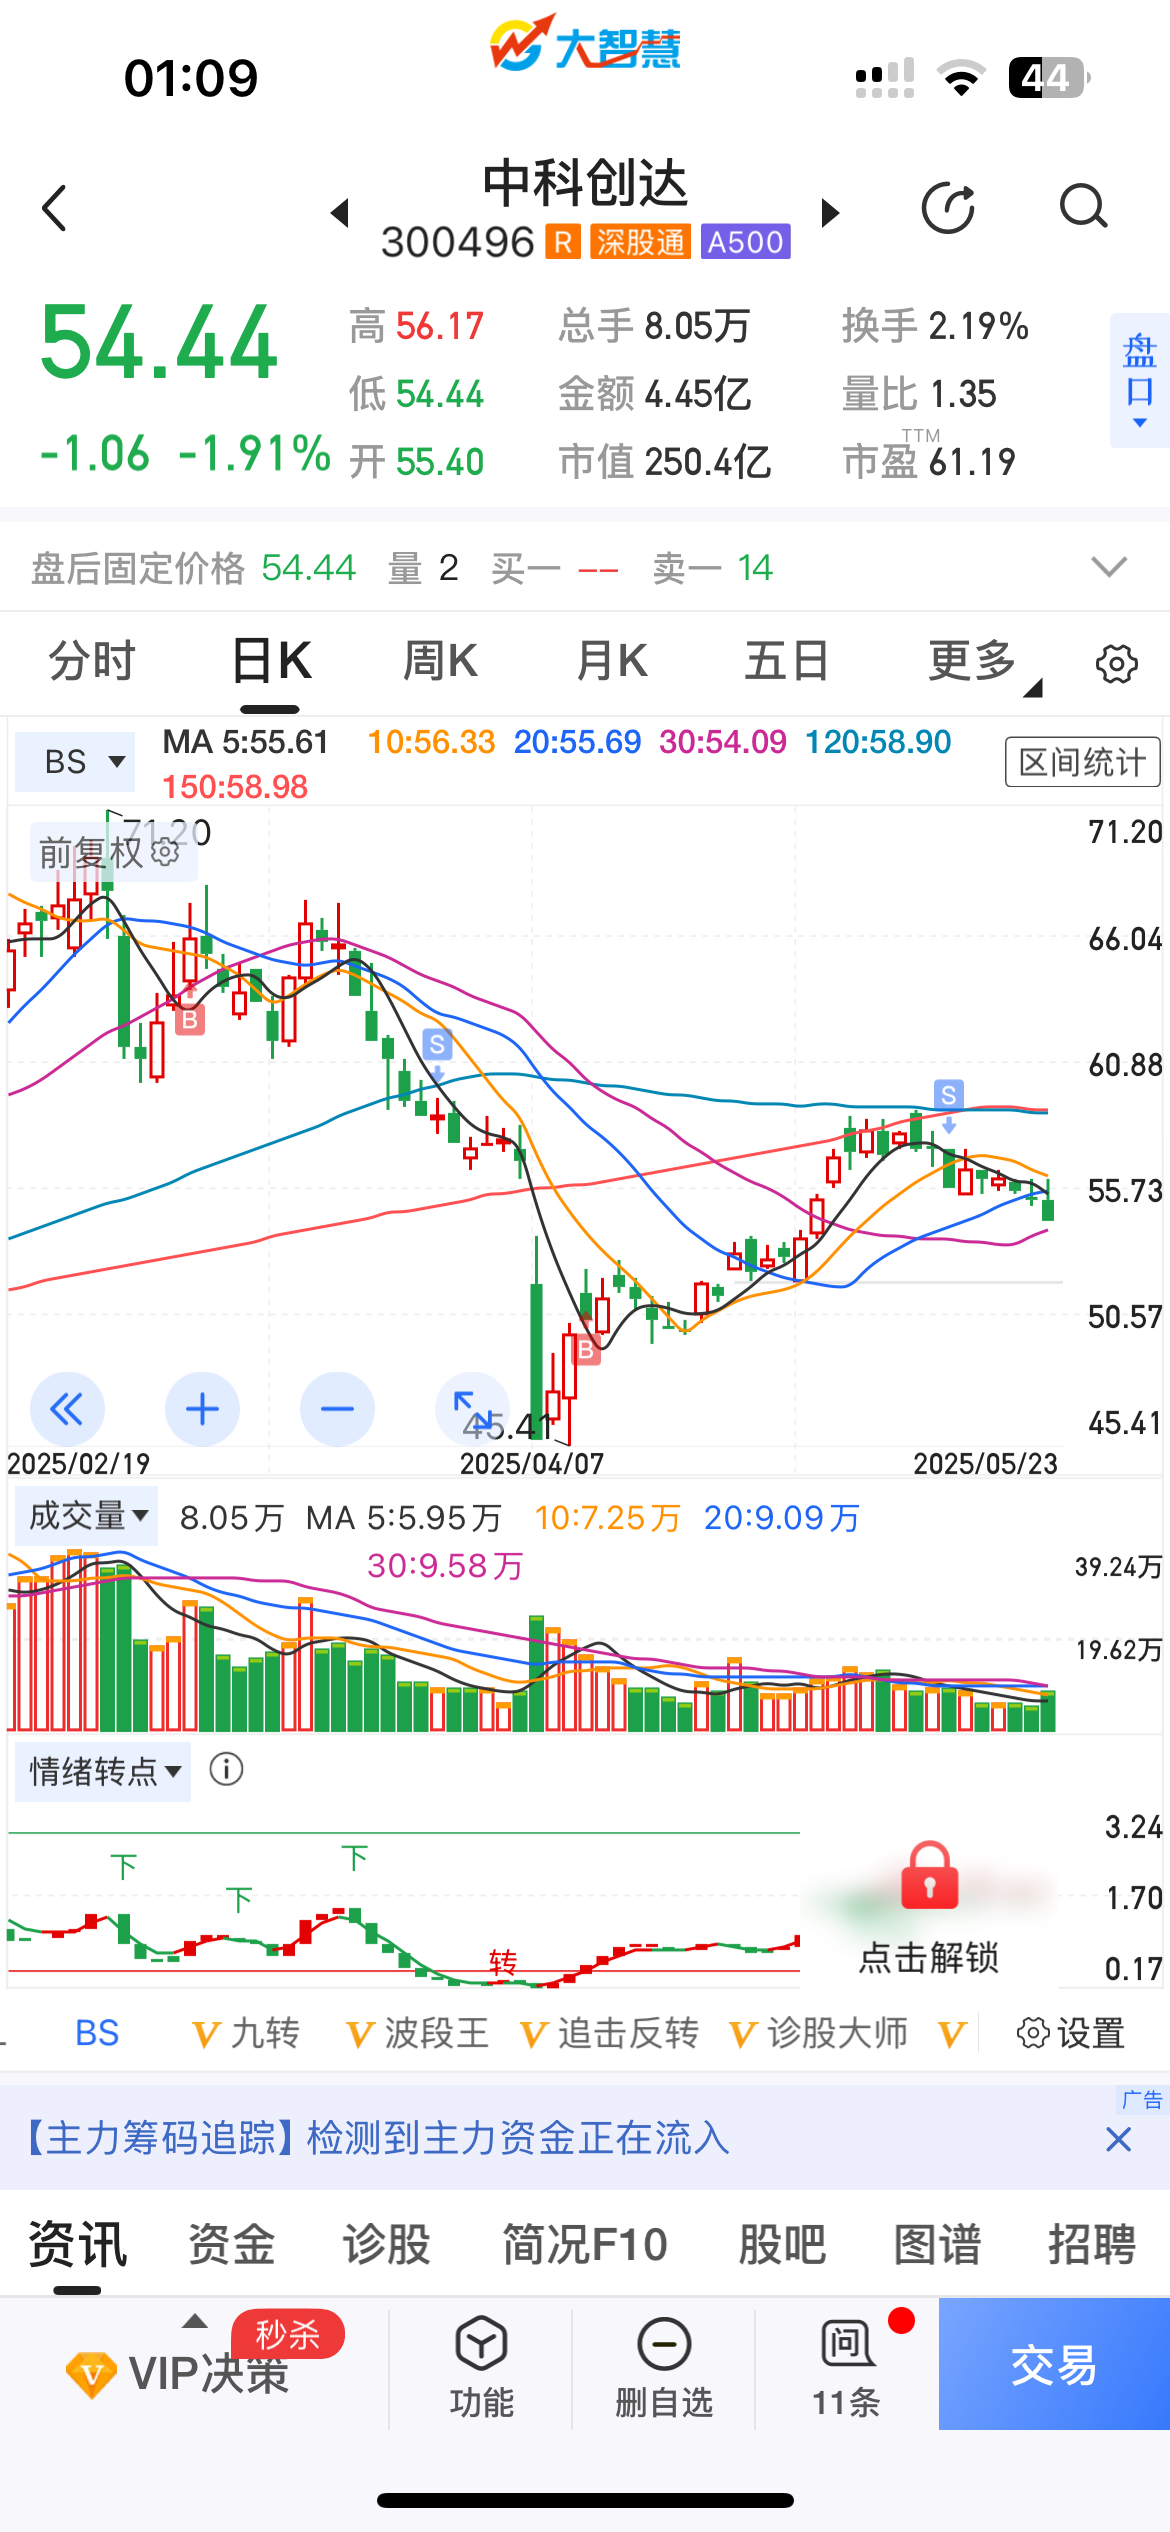 大智慧
01:09
44
中科创达
300496 R 深股通 A500
54.44
-1.06 -1.91%
高 56.17 总手 8.05万 换手 2.19%
低 54.44 金额 4.45亿 量比 1.35
开 55.40 市值 250.4亿 市盈TTM 61.19
盘口
盘后固定价格 54.44 量 2 买一 -- 卖一 14
分时 日K 周K 月K 五日 更多
BS MA 5:55.61 10:56.33 20:55.69 30:54.09 120:58.90
150:58.98
区间统计
前复权
71.20
71.20
66.04
B
S
S
60.88
55.73
B
50.57
45.41
45.41
2025/02/19 2025/04/07 2025/05/23
成交量 8.05万 MA 5:5.95万 10:7.25万 20:9.09万
30:9.58万
39.24万
19.62万
情绪转点
3.24
下 下
下
1.70
转
点击解锁
0.17
BS V九转 V波段王 V追击反转 V诊股大师 V 设置
广告
【主力筹码追踪】检测到主力资金正在流入
资讯 资金 诊股 简况F10 股吧 图谱 招聘
秒杀
VIP决策
功能
删自选
问
11条
交易